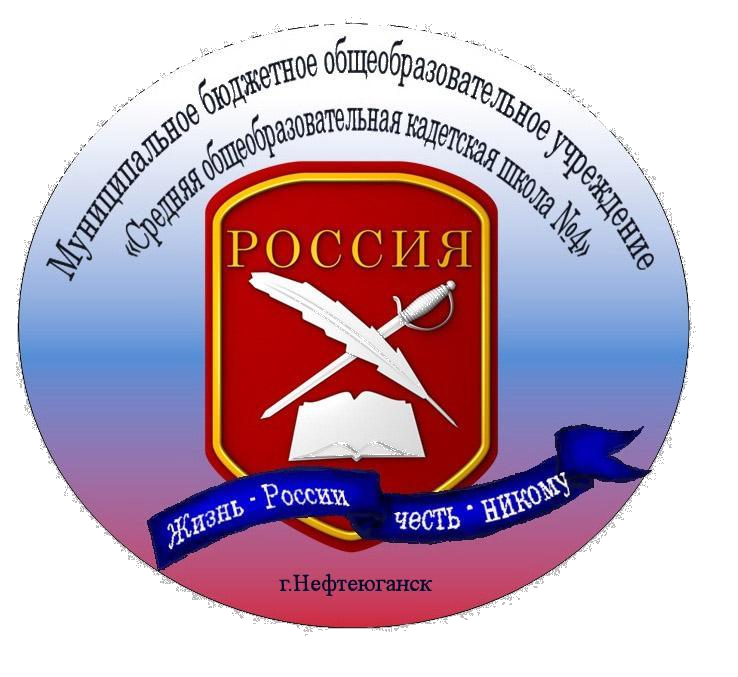 Муниципальное бюджетное общеобразовательное учреждение
«Средняя общеобразовательная кадетская школа №4»
РОССИЯ
Жизнь - России честь - никому
г.Нефтеюганск